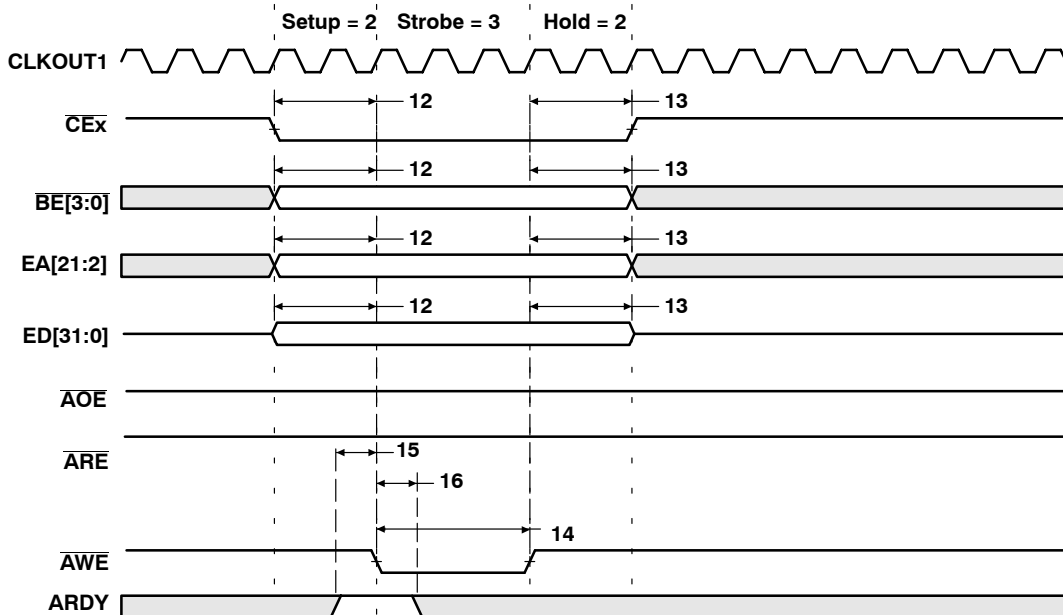 Setup = 2 Strobe = 3 Hold = 2
CLKOUT1
12 13
CEx
12 13
BE[3:0]
12 13
EA[21:2]
12 13
ED[31:0]
AOE
15
ARE
16
14
AWE
ARDY